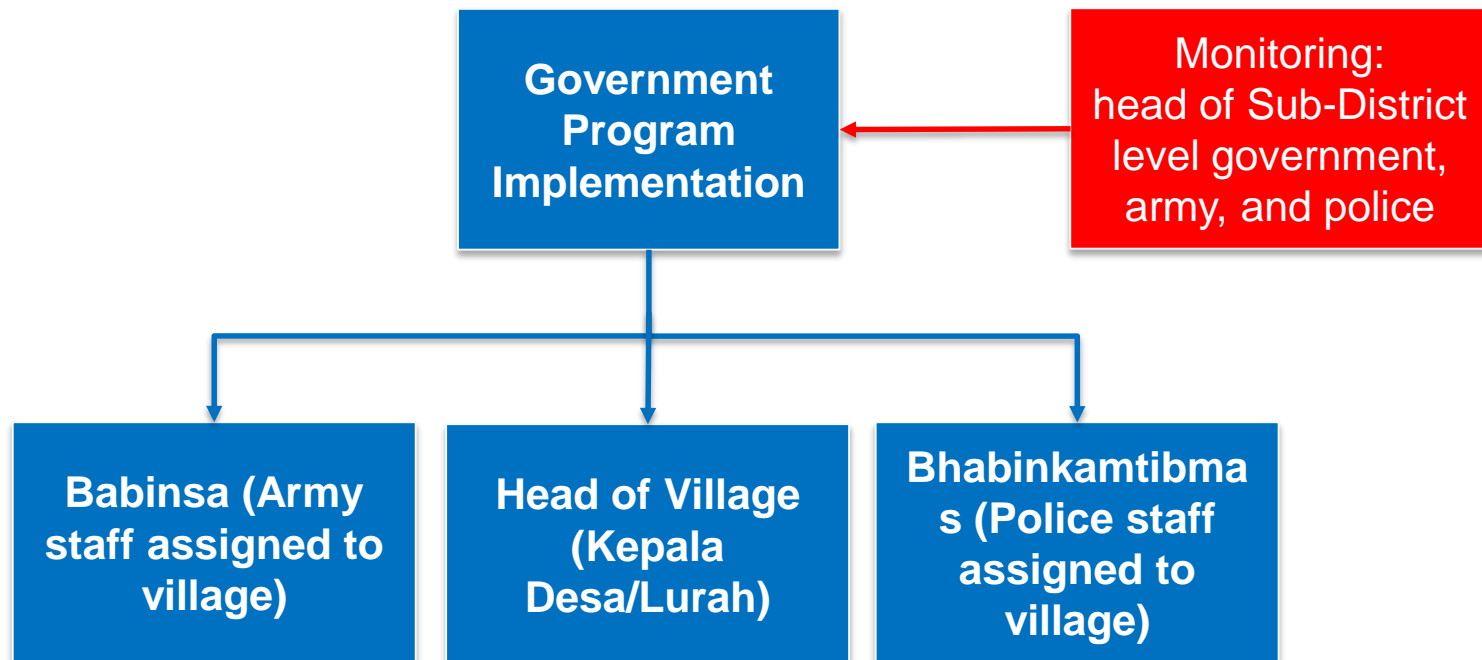 Government
Program
Implementation
Monitoring:
head of Sub-District
level government,
army, and police
Babinsa (Army
staff assigned to
village)
Head of Village
(Kepala
Desa/Lurah)
Bhabinkamtibma
s (Police staff
assigned to
village)